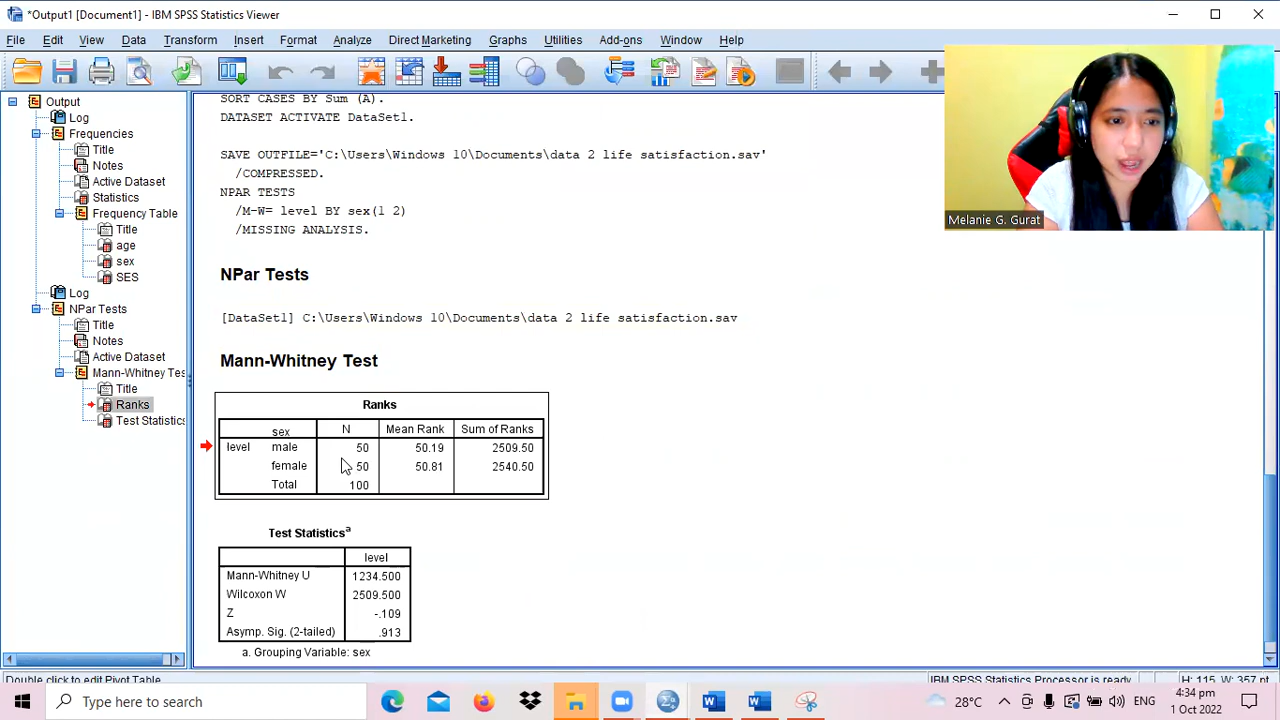 *Output1 [Document1] - IBM SPSS Statistics Viewer
File Edit View Data Transform Insert Format Analyze Direct Marketing Graphs Utilities Add-ons Window Help
Output
Log
Frequencies
Title
Notes
Active Dataset
Statistics
Frequency Table
Title
age
sex
SES
Log
NPar Tests
Title
Notes
Active Dataset
Mann-Whitney Tes
Title
Ranks
Test Statistics
SORT CASES BY Sum (A).
DATASET ACTIVATE DataSet1.
SAVE OUTFILE='C:\Users\Windows 10\Documents\data 2 life satisfaction.sav'
/COMPRESSED.
NPAR TESTS
/M-W= level BY sex(1 2)
/MISSING ANALYSIS.
NPar Tests
[DataSet1] C:\Users\Windows 10\Documents\data 2 life satisfaction.sav
Mann-Whitney Test
Ranks
sex N Mean Rank Sum of Ranks
level male 50 50.19 2509.50
female 50 50.81 2540.50
Total 100
Test Statisticsa
level
Mann-Whitney U 1234.500
Wilcoxon W 2509.500
Z -.109
Asymp. Sig. (2-tailed) .913
a. Grouping Variable: sex
Melanie G. Gurat
Double click to edit Pivot Table
IBM SPSS Statistics Processor is ready
H: 115, W: 357 pt.
Type here to search
28°C
ENG
4:34 pm
1 Oct 2022